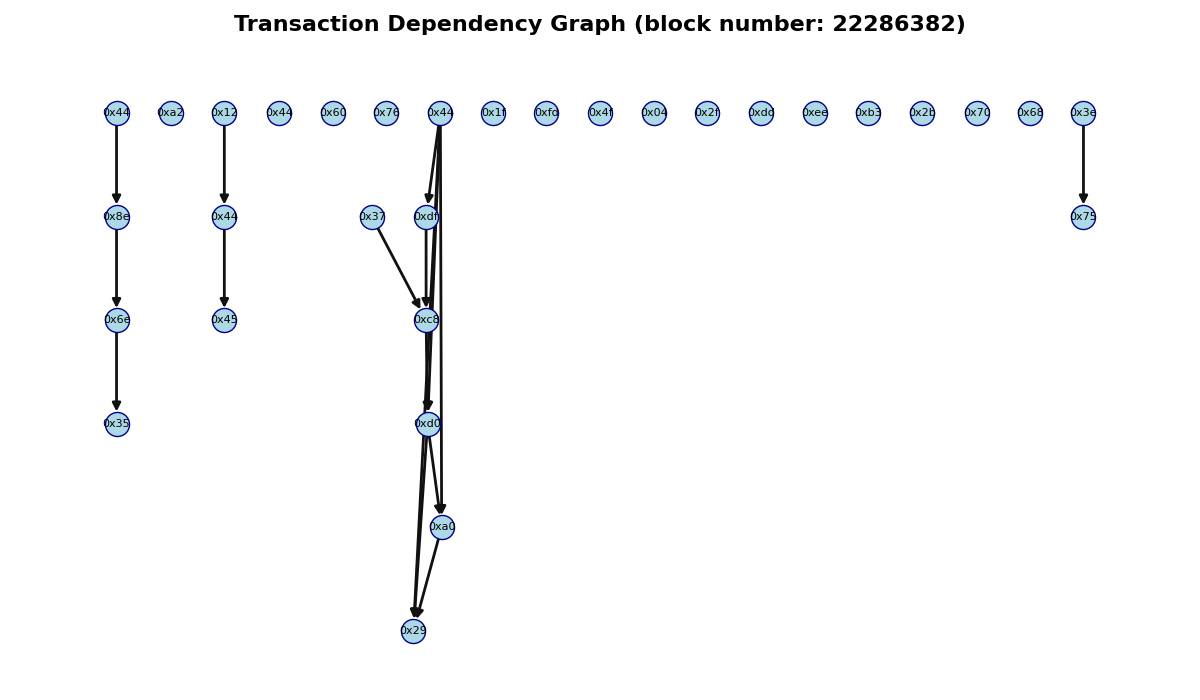 Transaction Dependency Graph (block number: 22286382)
0x44 0xa2 0x12 0x44 0x60 0x76 0x44 0x1f 0xfd 0x4f 0x04 0x2f 0xdd 0xee 0xb3 0x2b 0x70 0x68 0x3e
0x8e 0x44 0x37 0xdf 0x75
0x6e 0x45 0xc8
0x35 0xd0
0xa0
0x29